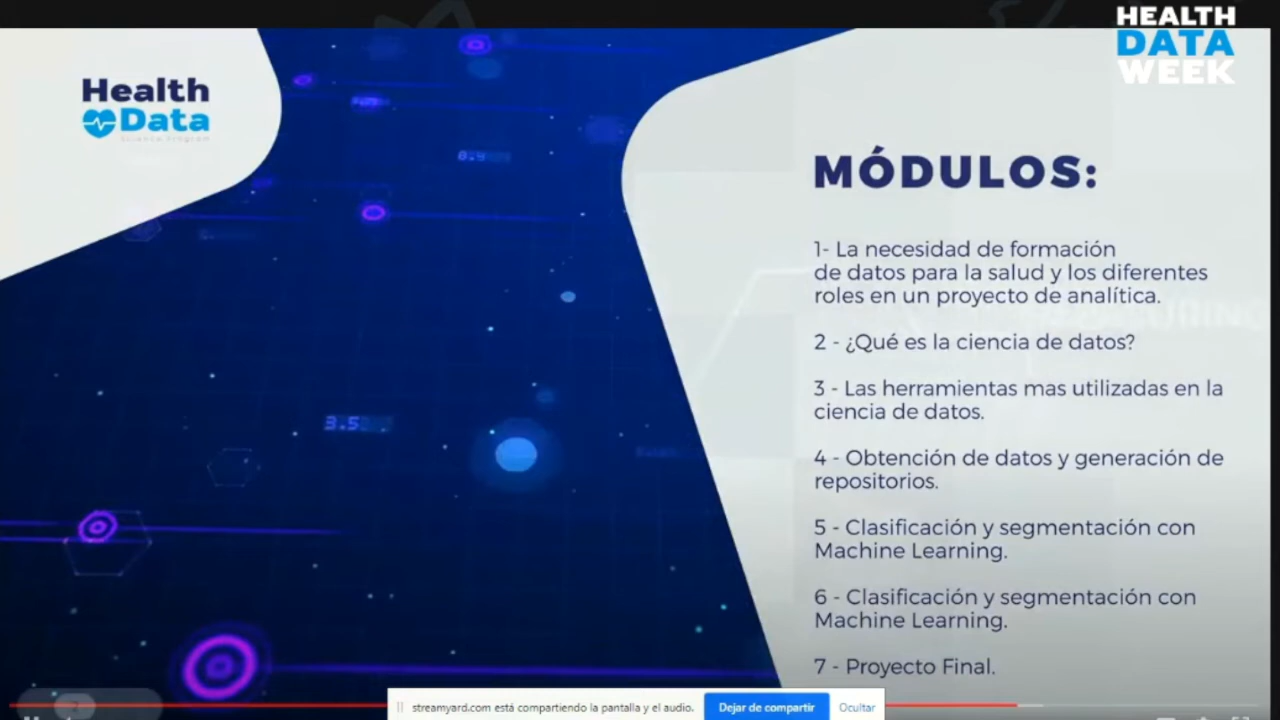 HEALTH
DATA
WEEK
Health
Data
MÓDULOS:
1- La necesidad de formación
de datos para la salud y los diferentes
roles en un proyecto de analítica.
2 - ¿Qué es la ciencia de datos?
3 - Las herramientas mas utilizadas en la
ciencia de datos.
4 - Obtención de datos y generación de
repositorios.
5 - Clasificación y segmentación con
Machine Learning.
6 - Clasificación y segmentación con
Machine Learning.
7 - Proyecto Final.
3.5
streamyard.com está compartiendo la pantalla y el audio.
Dejar de compartir
Ocultar